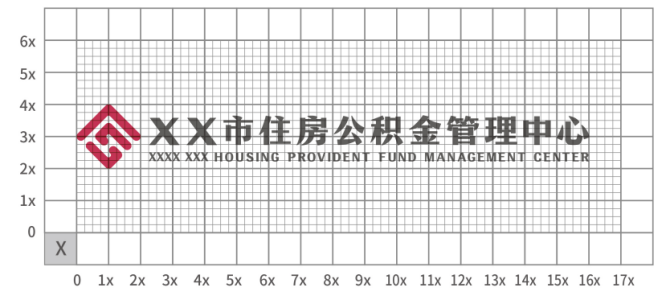 6x
5x
4x
3x
2x
1x
0
XX市住房公积金管理中心
XXXX XXX HOUSING PROVIDENT FUND MANAGEMENT CENTER
X
0 1x 2x 3x 4x 5x 6x 7x 8x 9x 10x 11x 12x 13x 14x 15x 16x 17x